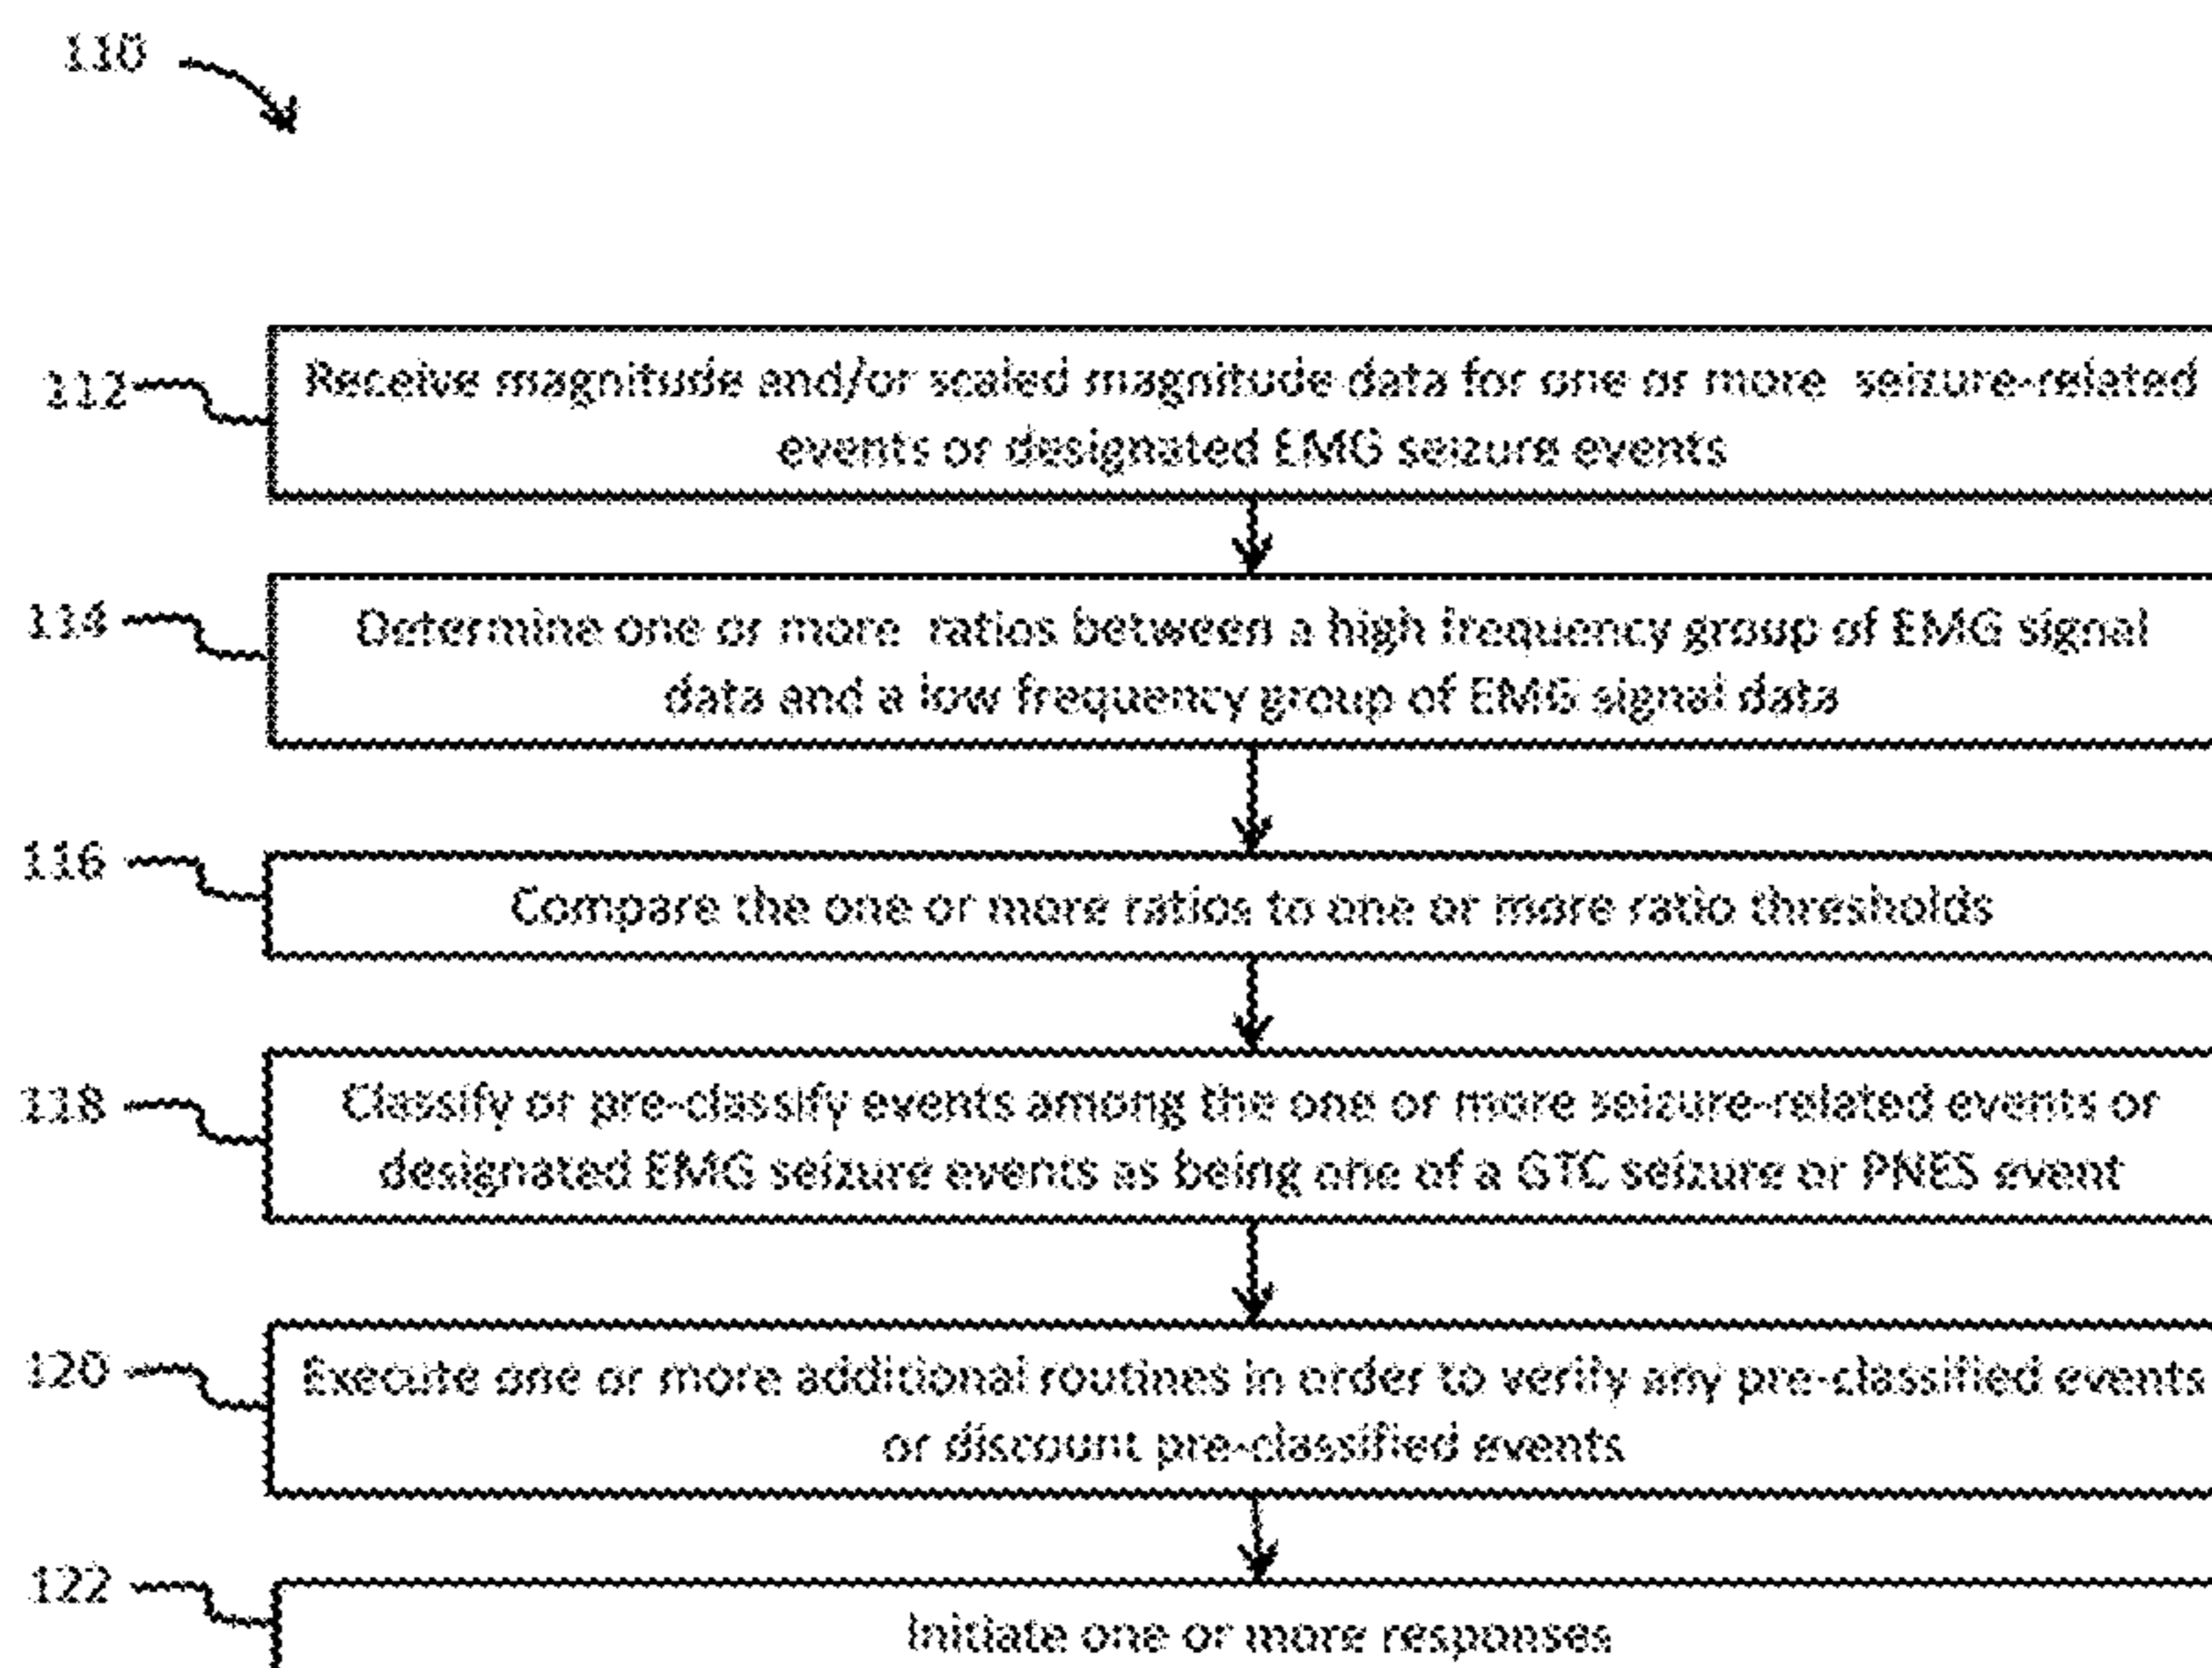 110
112
Receive magnitude and/or scaled magnitude data for one or more seizure-related
events or designated EMG seizure events
114
Determine one or more ratios between a high frequency group of EMG signal
data and a low frequency group of EMG signal data
116
Compare the one or more ratios to one or more ratio thresholds
118
Classify or pre-classify events among the one or more seizure-related events or
designated EMG seizure events as being one of a GTC seizure or PNES event
120
Execute one or more additional routines in order to verify any pre-classified events
or discount pre-classified events
122
Initiate one or more responses